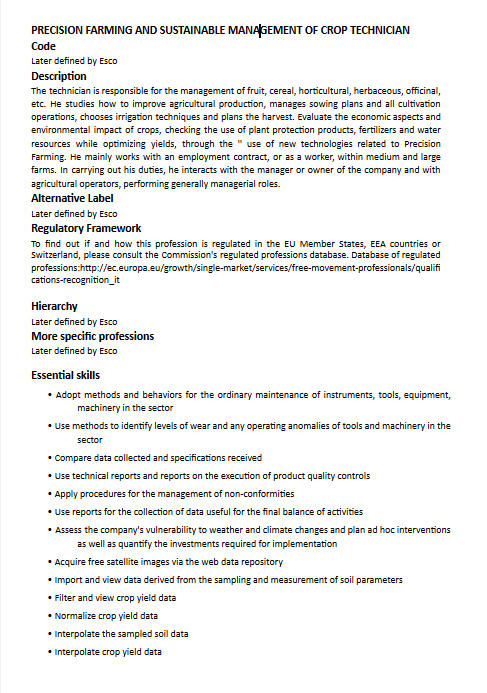 PRECISION FARMING AND SUSTAINABLE MANAGEMENT OF CROP TECHNICIAN
Code
Later defined by Esco
Description
The technician is responsible for the management of fruit, cereal, horticultural, herbaceous, officinal,
etc. He studies how to improve agricultural production, manages sowing plans and all cultivation
operations, chooses irrigation techniques and plans the harvest. Evaluate the economic aspects and
environmental impact of crops, checking the use of plant protection products, fertilizers and water
resources while optimizing yields, through the " use of new technologies related to Precision
Farming. He mainly works with an employment contract, or as a worker, within medium and large
farms. In carrying out his duties, he interacts with the manager or owner of the company and with
agricultural operators, performing generally managerial roles.
Alternative Label
Later defined by Esco
Regulatory Framework
To find out if and how this profession is regulated in the EU Member States, EEA countries or
Switzerland, please consult the Commission's regulated professions database. Database of regulated
professions:http://ec.europa.eu/growth/single-market/services/free-movement-professionals/qualifi
cations-recognition_it
Hierarchy
Later defined by Esco
More specific professions
Later defined by Esco
Essential skills
• Adopt methods and behaviors for the ordinary maintenance of instruments, tools, equipment,
machinery in the sector
• Use methods to identify levels of wear and any operating anomalies of tools and machinery in the
sector
• Compare data collected and specifications received
• Use technical reports and reports on the execution of product quality controls
• Apply procedures for the management of non-conformities
• Use reports for the collection of data useful for the final balance of activities
• Assess the company's vulnerability to weather and climate changes and plan ad hoc interventions
as well as quantify the investments required for implementation
• Acquire free satellite images via the web data repository
• Import and view data derived from the sampling and measurement of soil parameters
• Filter and view crop yield data
• Normalize crop yield data
• Interpolate the sampled soil data
• Interpolate crop yield data